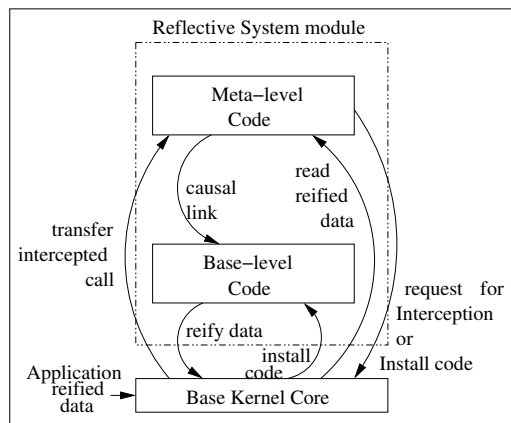 Reflective System module
Meta-level
Code
causal
link
read
reified
data
transfer
intercepted
call
Base-level
Code
request for
Interception
or
Install code
reify data
install
code
Application
reified
data
Base Kernel Core